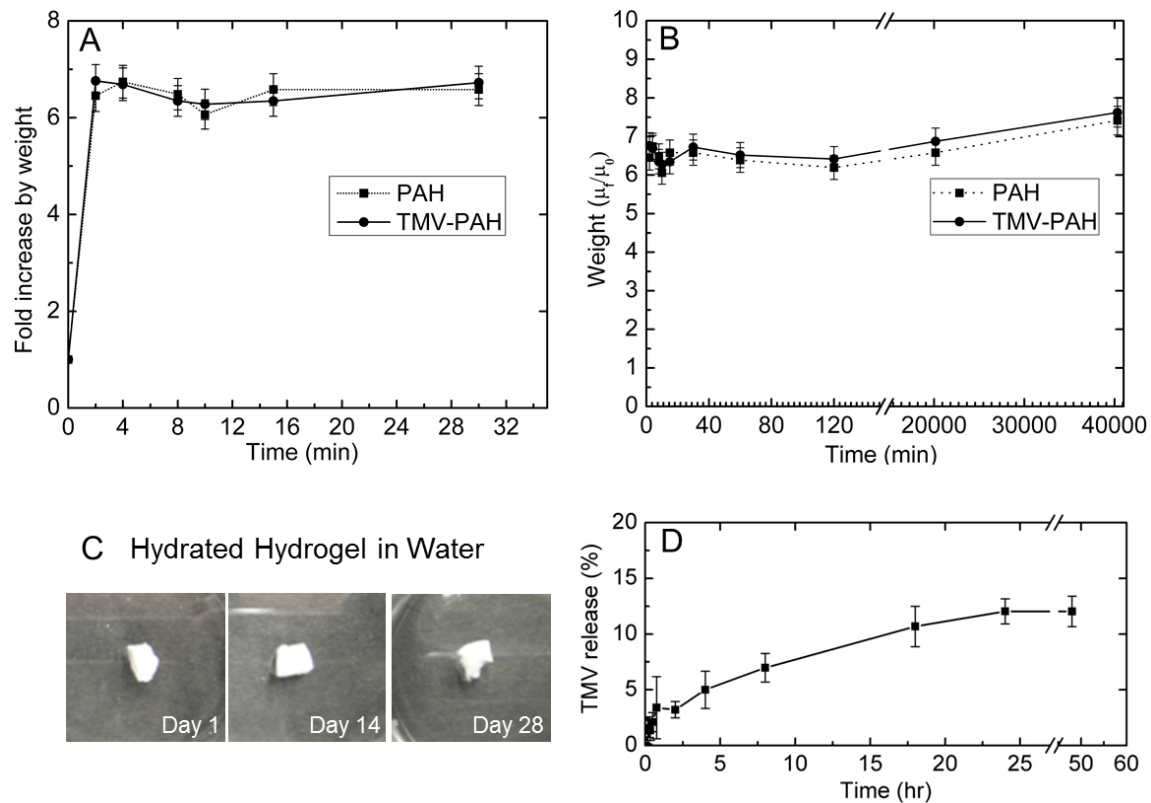 A
8
6
4
2
0
Fold increase by weight
PAH
TMV-PAH
0 4 8 12 16 20 24 28 32
Time (min)
B
10
9
8
7
6
5
4
3
2
1
0
Weight (μf/μ0)
PAH
TMV-PAH
0 40 80 120 20000 30000 40000
Time (min)
C Hydrated Hydrogel in Water
Day 1
Day 14
Day 28
D
20
15
10
5
0
TMV release (%)
0 5 10 15 20 25 50 60
Time (hr)